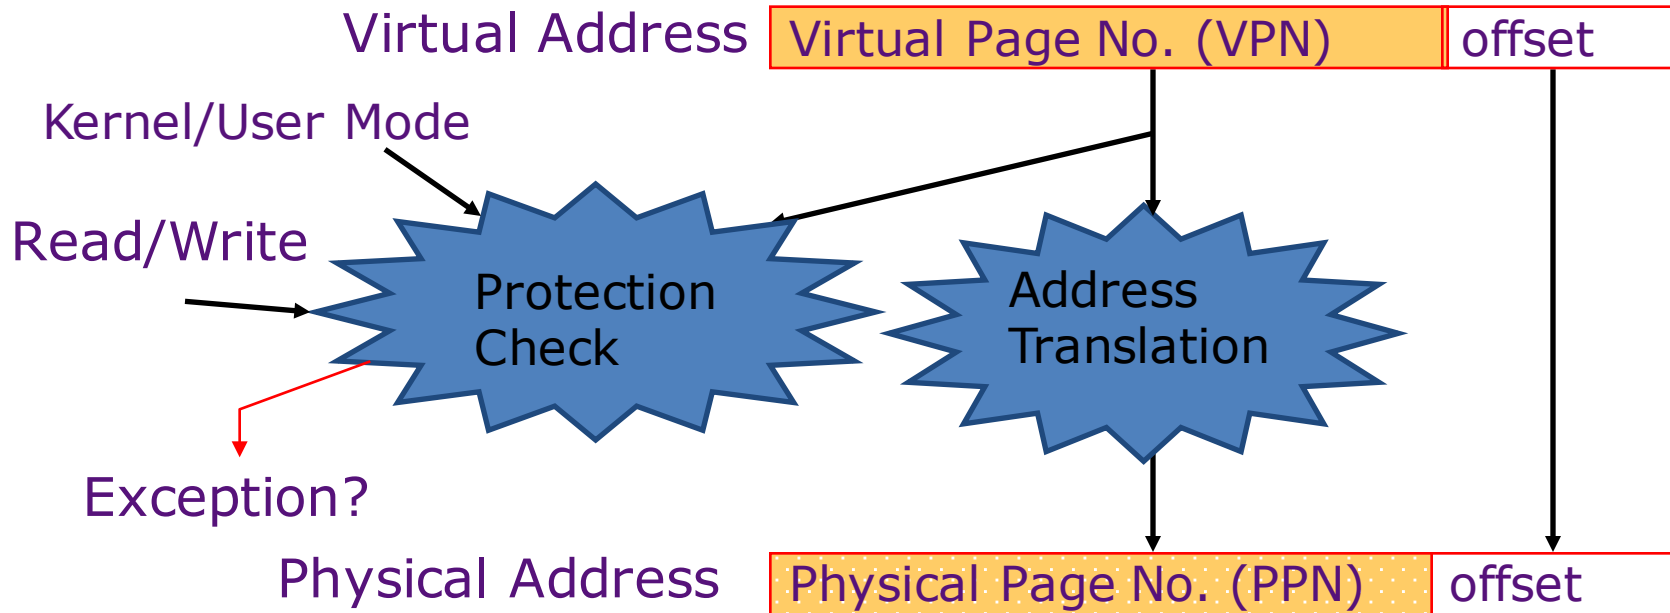 Virtual Address
Virtual Page No. (VPN)
offset
Kernel/User Mode
Read/Write
Protection
Check
Address
Translation
Exception?
Physical Address
Physical Page No. (PPN)
offset